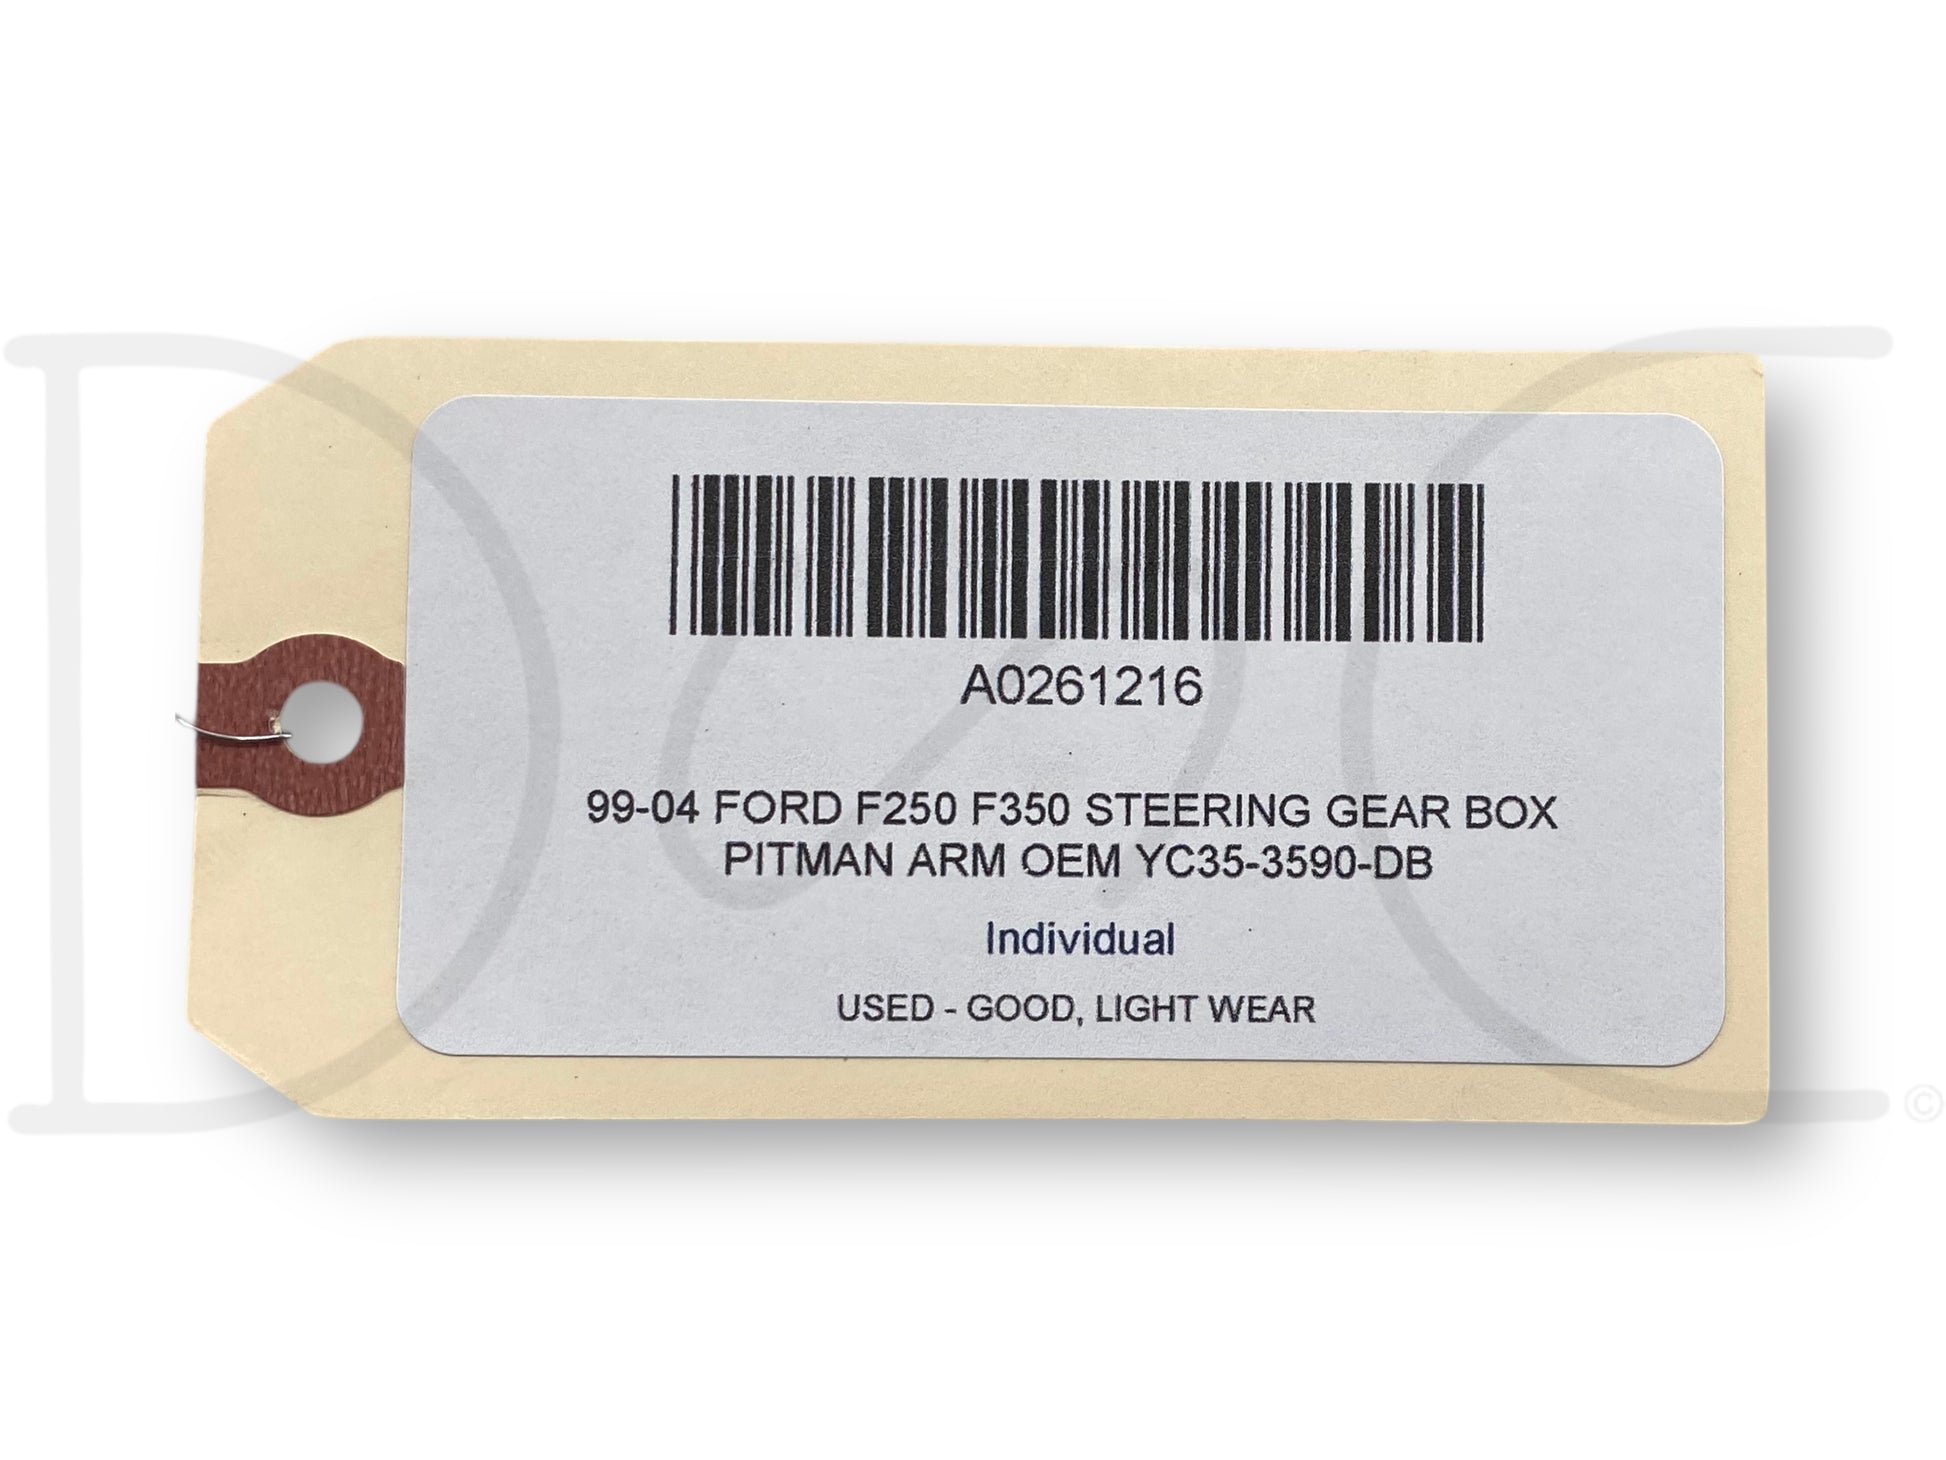 A0261216
99-04 FORD F250 F350 STEERING GEAR BOX
PITMAN ARM OEM YC35-3590-DB
Individual
USED - GOOD, LIGHT WEAR
©